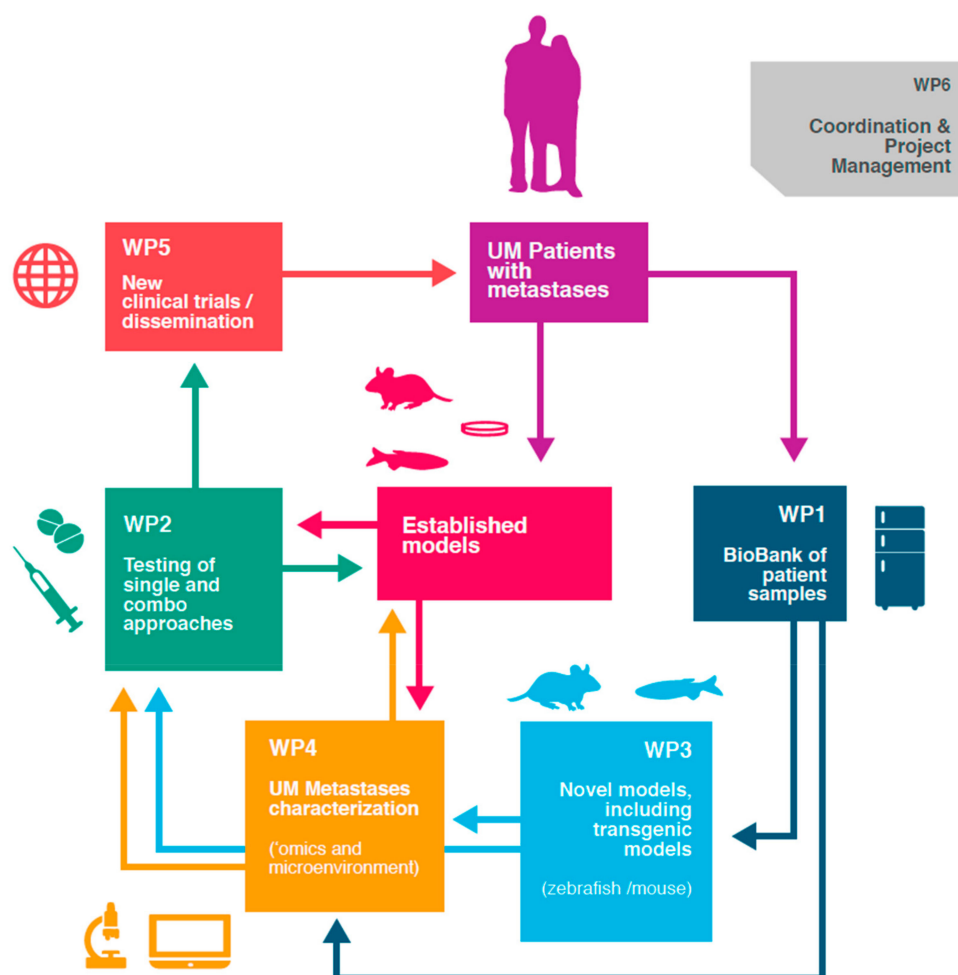 WP6
Coordination &
Project
Management
WP5
New
clinical trials /
dissemination
UM Patients
with
metastases
WP2
Testing of
single and
combo
approaches
Established
models
WP1
BioBank of
patient
samples
WP4
UM Metastases
characterization
('omics and
microenvironment)
WP3
Novel models,
including
transgenic
models
(zebrafish /mouse)